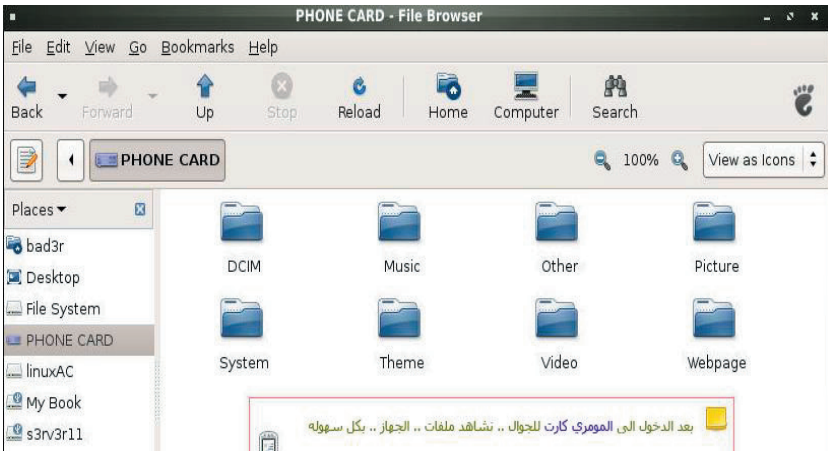 PHONE CARD - File Browser
File Edit View Go Bookmarks Help
Back Forward Up Stop Reload Home Computer Search
PHONE CARD 100% View as Icons
Places
bad3r
Desktop
File System
PHONE CARD
linuxAC
My Book
s3rv3r11
DCIM Music Other Picture
System Theme Video Webpage
بعد الدخول الى المومري كارت للجوال .. نشاهد ملفات .. الجهاز .. بكل سهوله